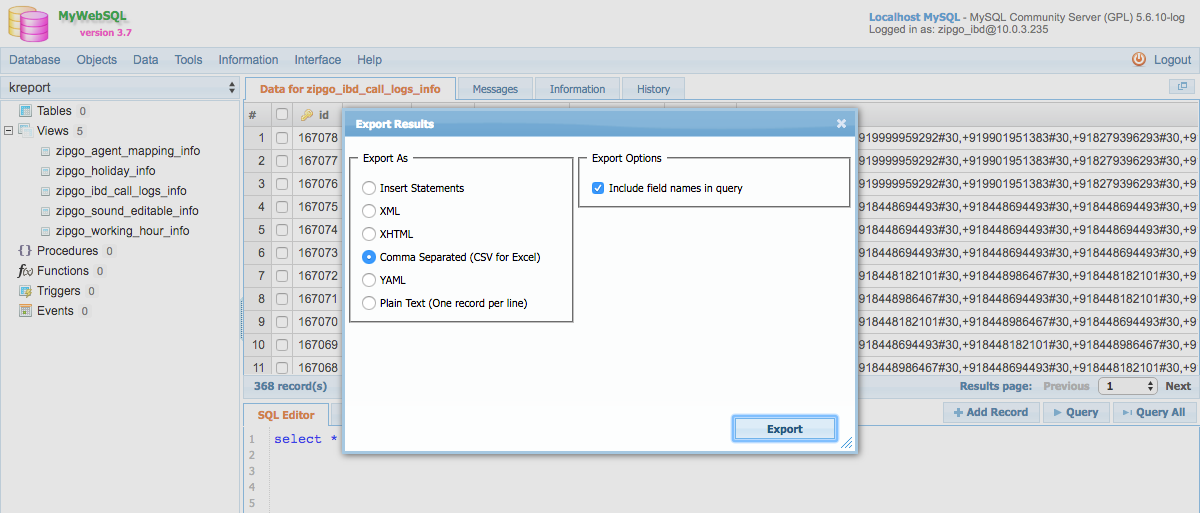 MyWebSQL
version 3.7
Localhost MySQL - MySQL Community Server (GPL) 5.6.10-log
Logged in as: zipgo_ibd@10.0.3.235
Database Objects Data Tools Information Interface Help Logout
kreport
Data for zipgo_ibd_call_logs_info Messages Information History
Tables 0
Views 5
zipgo_agent_mapping_info
zipgo_holiday_info
zipgo_ibd_call_logs_info
zipgo_sound_editable_info
zipgo_working_hour_info
{} Procedures 0
f(x) Functions 0
Triggers 0
Events 0
# id
1 167078 919999959292#30,+919901951383#30,+918279396293#30,+9
2 167077 919999959292#30,+919901951383#30,+918279396293#30,+9
3 167076 919999959292#30,+919901951383#30,+918279396293#30,+9
4 167075 918448694493#30,+918448986467#30,+918448182101#30,+9
5 167074 918448694493#30,+918448986467#30,+918448182101#30,+9
6 167073 918448694493#30,+918448986467#30,+918448182101#30,+9
7 167072 918448182101#30,+918448986467#30,+918448694493#30,+9
8 167071 918448986467#30,+918448694493#30,+918448182101#30,+9
9 167070 918448182101#30,+918448986467#30,+918448694493#30,+9
10 167069 918448694493#30,+918448182101#30,+918448986467#30,+9
11 167068 918448986467#30,+918448694493#30,+918448182101#30,+9
Export Results
Export As
Insert Statements
XML
XHTML
Comma Separated (CSV for Excel)
YAML
Plain Text (One record per line)
Export Options
Include field names in query
Export
368 record(s) Results page: Previous 1 Next
SQL Editor Add Record Query Query All
1 select *
2
3
4
5